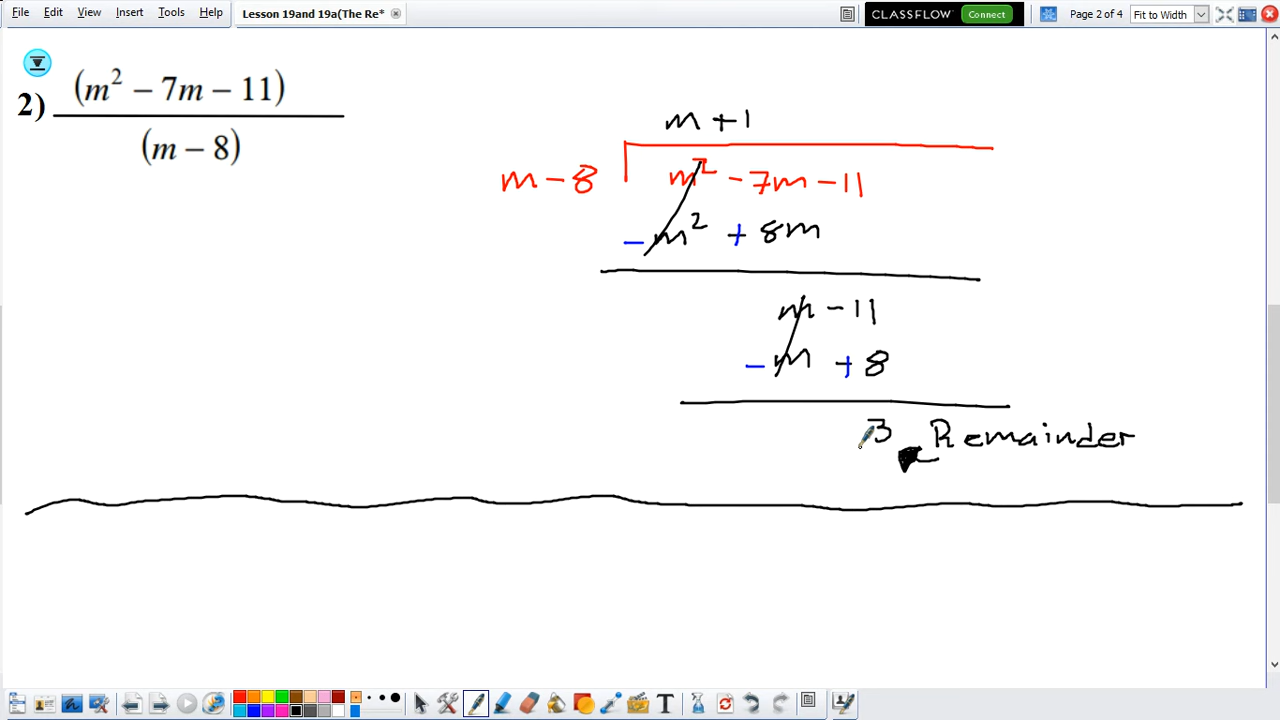 File Edit View Insert Tools Help Lesson 19and 19a(The Re* CLASSFLOW Connect Page 2 of 4 Fit to Width
2) (m² − 7m − 11)
(m − 8)
m + 1
m − 8 m² − 7m − 11
− m² + 8m
m − 11
− m + 8
3 Remainder
T